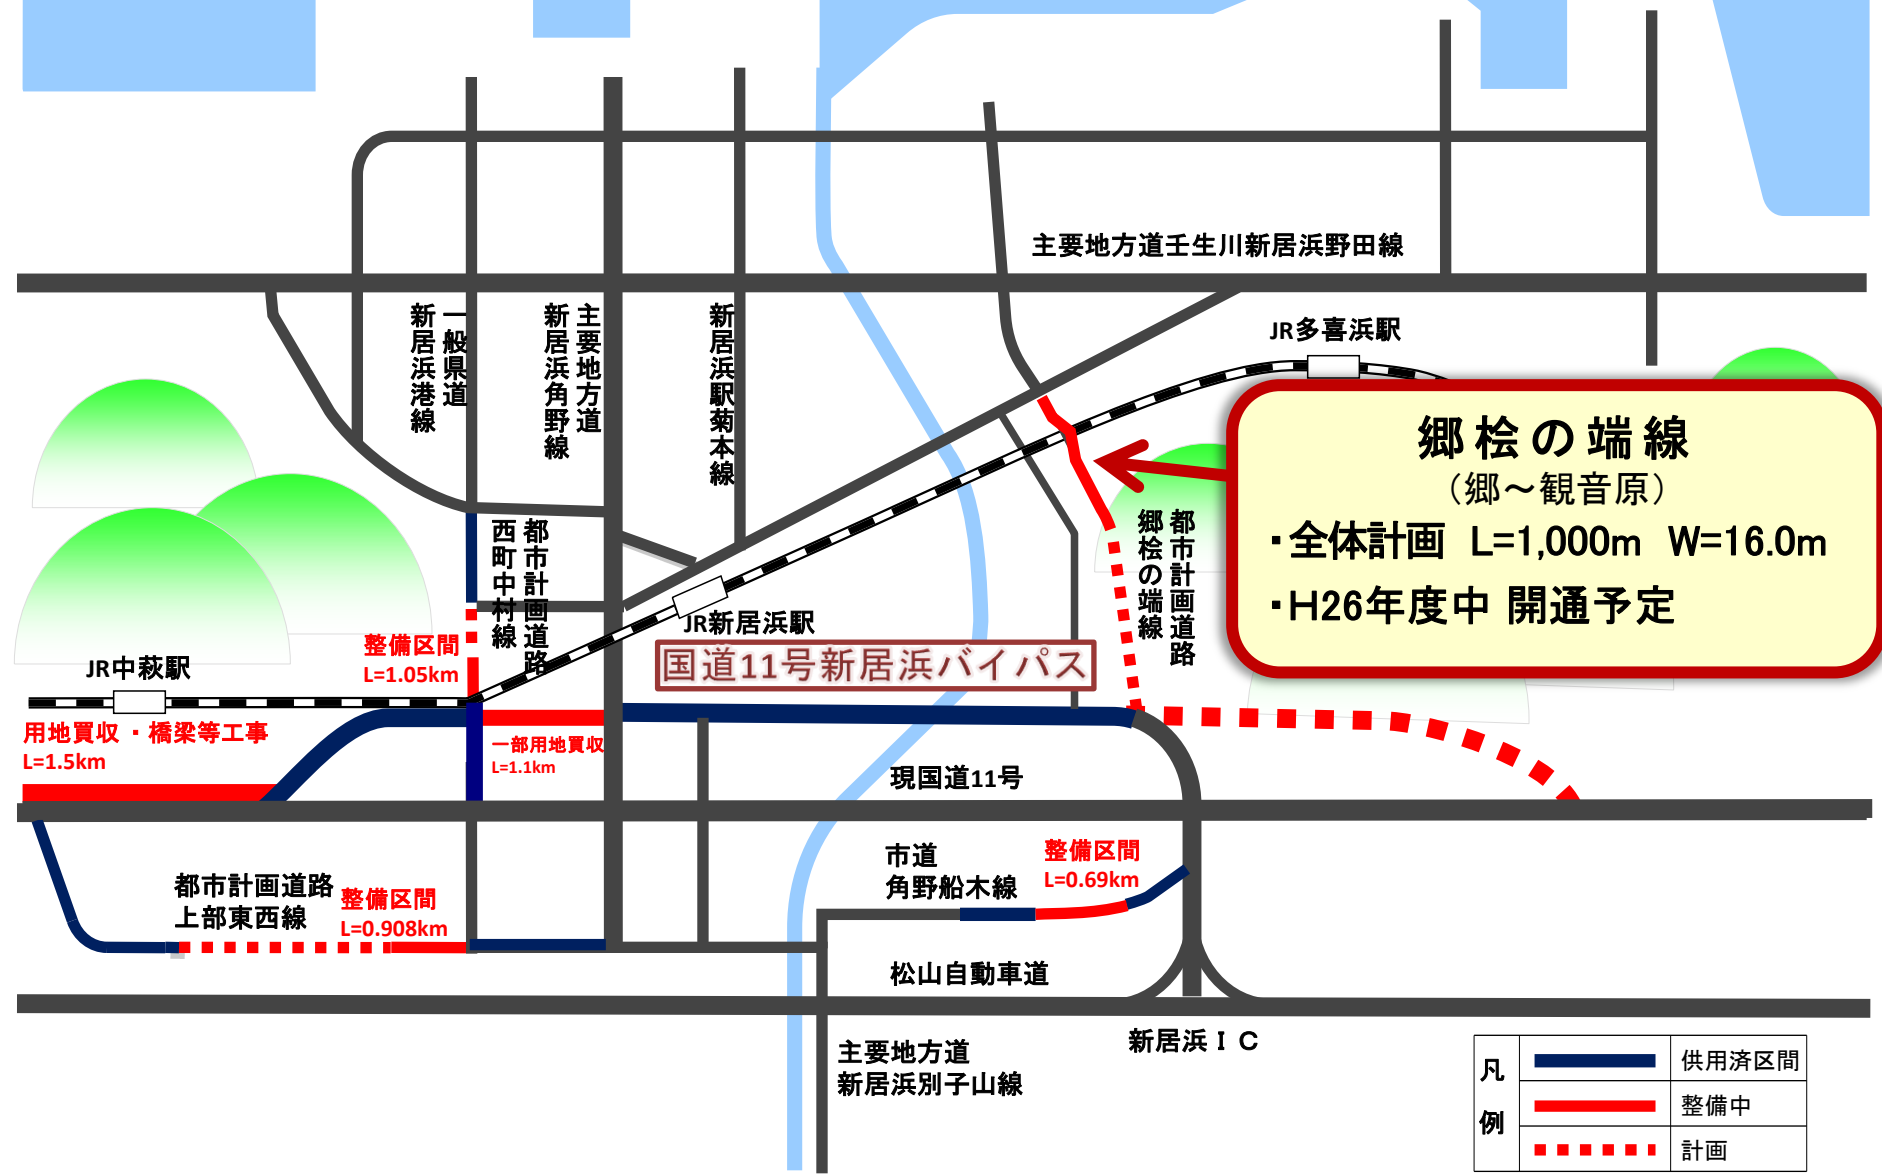 主要地方道壬生川新居浜野田線
一般県道
新居浜港線
主要地方道
新居浜角野線
新居浜駅菊本線
JR多喜浜駅
郷桧の端線
（郷～観音原）
・全体計画 L=1,000m W=16.0m
・H26年度中 開通予定
都市計画道路
西町中村線
都市計画道路
郷桧の端線
整備区間
L=1.05km
JR新居浜駅
国道11号新居浜バイパス
JR中萩駅
用地買収・橋梁等工事
L=1.5km
一部用地買収
L=1.1km
現国道11号
市道
角野船木線
整備区間
L=0.69km
都市計画道路
上部東西線
整備区間
L=0.908km
松山自動車道
新居浜ＩＣ
主要地方道
新居浜別子山線
凡例
供用済区間
整備中
計画